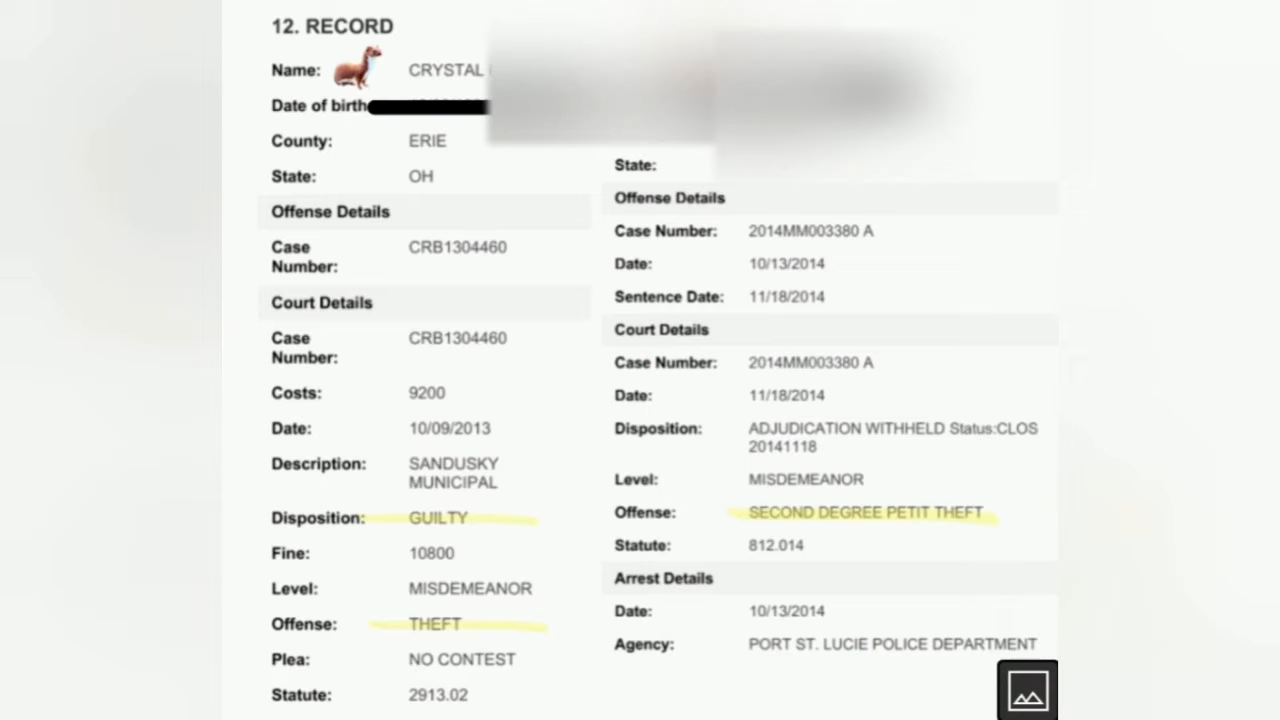 12. RECORD
Name: CRYSTAL
Date of birth
County: ERIE
State: OH
Offense Details
Case Number: CRB1304460
Court Details
Case Number: CRB1304460
Costs: 9200
Date: 10/09/2013
Description: SANDUSKY
MUNICIPAL
Disposition: GUILTY
Fine: 10800
Level: MISDEMEANOR
Offense: THEFT
Plea: NO CONTEST
Statute: 2913.02
State:
Offense Details
Case Number: 2014MM003380 A
Date: 10/13/2014
Sentence Date: 11/18/2014
Court Details
Case Number: 2014MM003380 A
Date: 11/18/2014
Disposition: ADJUDICATION WITHHELD Status:CLOS
20141118
Level: MISDEMEANOR
Offense: SECOND DEGREE PETIT THEFT
Statute: 812.014
Arrest Details
Date: 10/13/2014
Agency: PORT ST. LUCIE POLICE DEPARTMENT